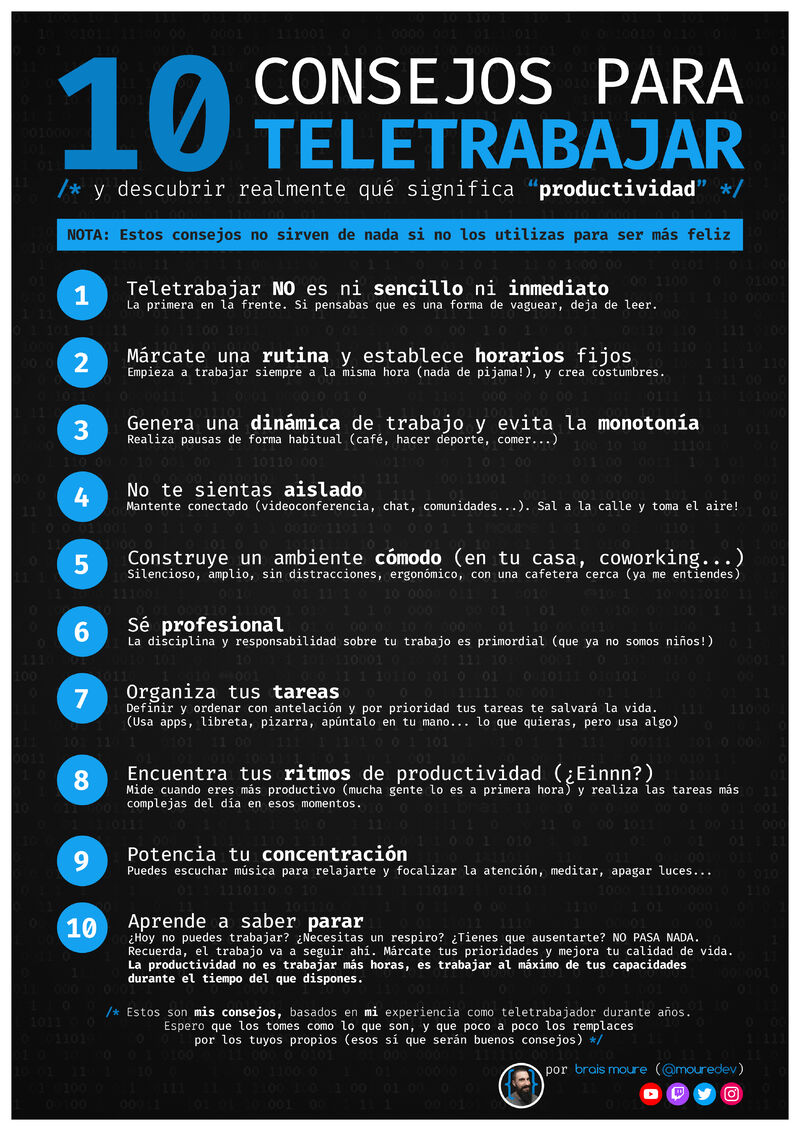 10 CONSEJOS PARA
TELETRABAJAR
/* y descubrir realmente qué significa “productividad” */
NOTA: Estos consejos no sirven de nada si no los utilizas para ser más feliz
1 Teletrabajar NO es ni sencillo ni inmediato
La primera en la frente. Si pensabas que es una forma de vaguear, deja de leer.
2 Márcate una rutina y establece horarios fijos
Empieza a trabajar siempre a la misma hora (nada de pijama!), y crea costumbres.
3 Genera una dinámica de trabajo y evita la monotonía
Realiza pausas de forma habitual (café, hacer deporte, comer...)
4 No te sientas aislado
Mantente conectado (videoconferencia, chat, comunidades...). Sal a la calle y toma el aire!
5 Construye un ambiente cómodo (en tu casa, coworking...)
Silencioso, amplio, sin distracciones, ergonómico, con una cafetera cerca (ya me entiendes)
6 Sé profesional
La disciplina y responsabilidad sobre tu trabajo es primordial (que ya no somos niños!)
7 Organiza tus tareas
Definir y ordenar con antelación y por prioridad tus tareas te salvará la vida.
(Usa apps, libreta, pizarra, apúntalo en tu mano... lo que quieras, pero usa algo)
8 Encuentra tus ritmos de productividad (¿Einnn?)
Mide cuando eres más productivo (mucha gente lo es a primera hora) y realiza las tareas más
complejas del día en esos momentos.
9 Potencia tu concentración
Puedes escuchar música para relajarte y focalizar la atención, meditar, apagar luces...
10 Aprende a saber parar
¿Hoy no puedes trabajar? ¿Necesitas un respiro? ¿Tienes que ausentarte? NO PASA NADA.
Recuerda, el trabajo va a seguir ahí. Márcate tus prioridades y mejora tu calidad de vida.
La productividad no es trabajar más horas, es trabajar al máximo de tus capacidades
durante el tiempo del que dispones.
/* Estos son mis consejos, basados en mi experiencia como teletrabajador durante años.
Espero que los tomes como lo que son, y que poco a poco los remplaces
por los tuyos propios (esos sí que serán buenos consejos) */
por brais moure (@mouredev)